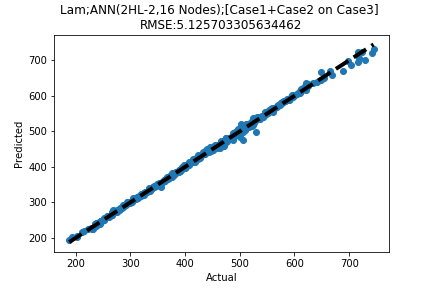 Lam;ANN(2HL-2,16 Nodes);[Case1+Case2 on Case3]
RMSE:5.125703305634462
700
600
500
400
300
200
Predicted
200 300 400 500 600 700
Actual